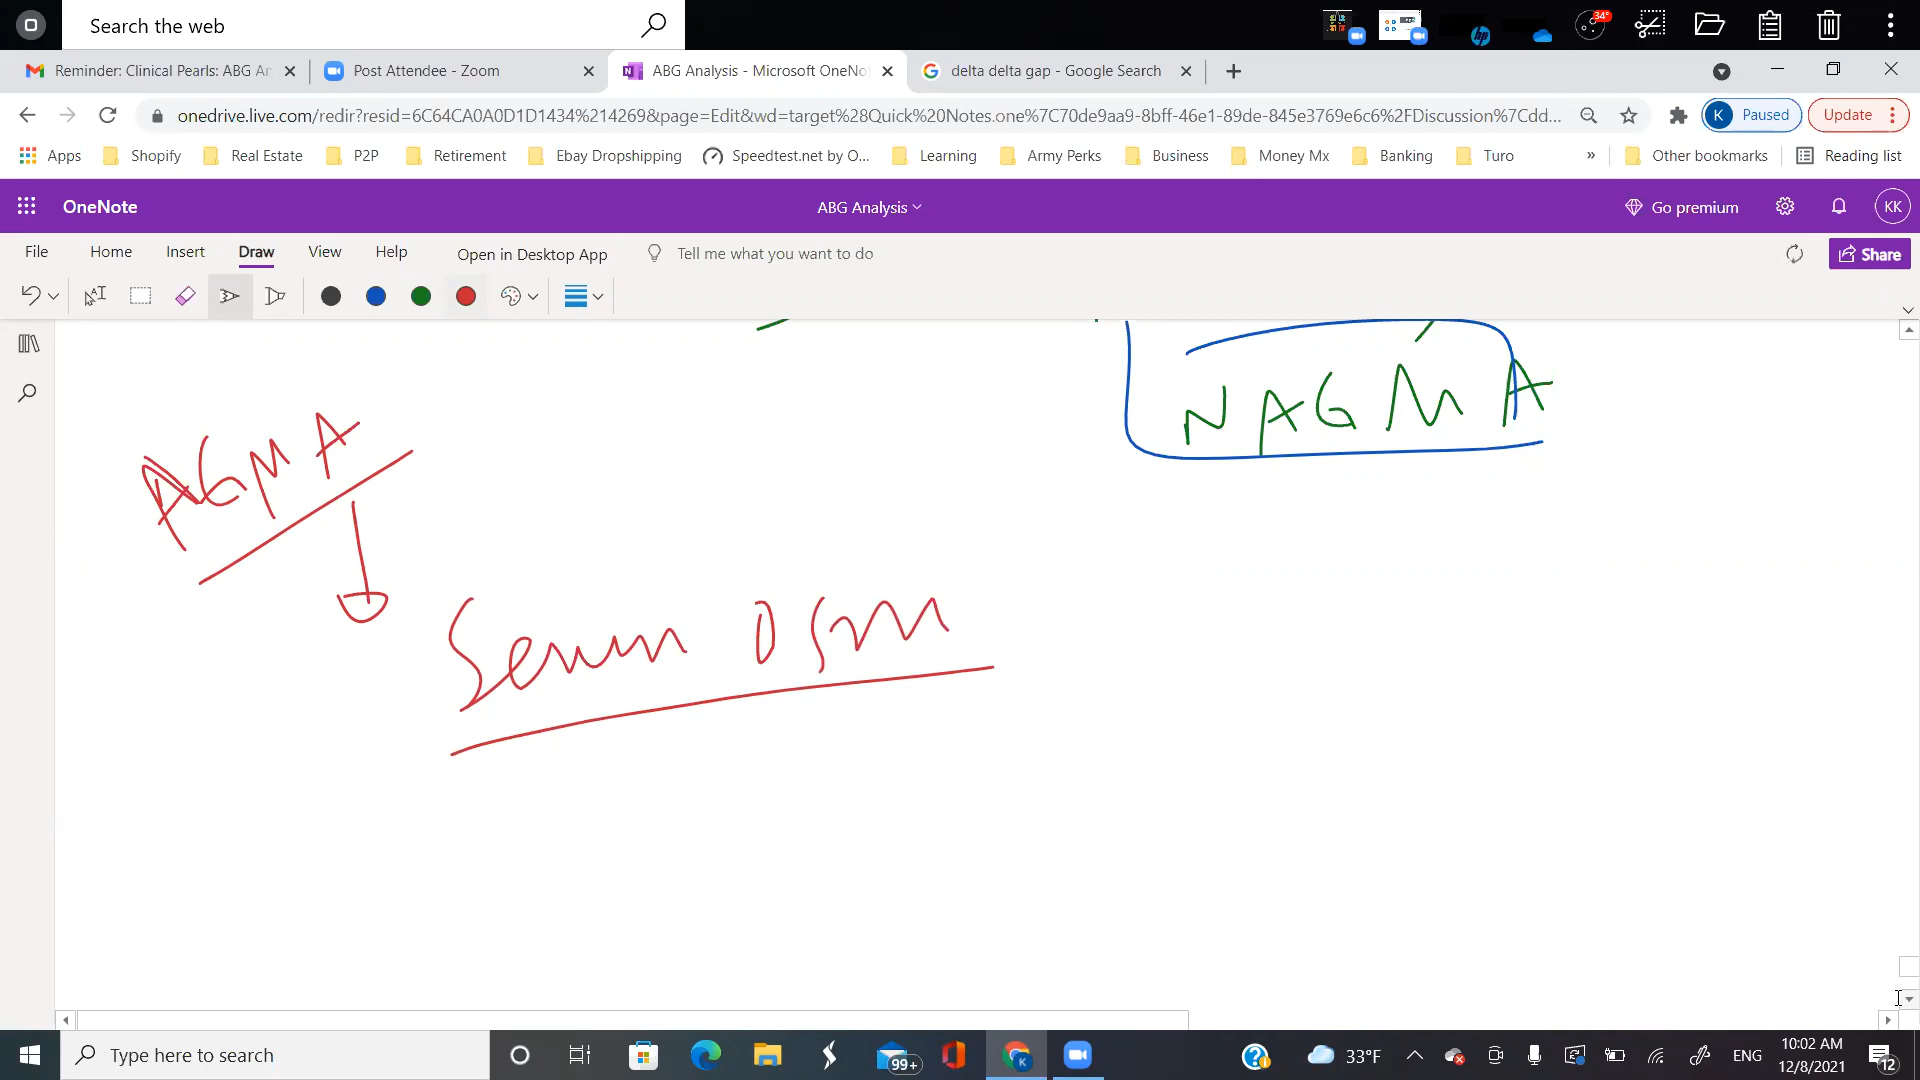 Search the web
34°
Reminder: Clinical Pearls: ABG An
Post Attendee - Zoom
ABG Analysis - Microsoft OneNo
delta delta gap - Google Search
onedrive.live.com/redir?resid=6C64CA0A0D1D1434%214269&page=Edit&wd=target%28Quick%20Notes.one%7C70de9aa9-8bff-46e1-89de-845e3769e6c6%2FDiscussion%7Cdd...
K Paused
Update
Apps Shopify Real Estate P2P Retirement Ebay Dropshipping Speedtest.net by O... Learning Army Perks Business Money Mx Banking Turo » Other bookmarks Reading list
OneNote
ABG Analysis
Go premium
KK
File Home Insert Draw View Help Open in Desktop App Tell me what you want to do
Share
NAGMA
AGMA
Serum OSM
Type here to search
99+
33°F
ENG
10:02 AM
12/8/2021
12